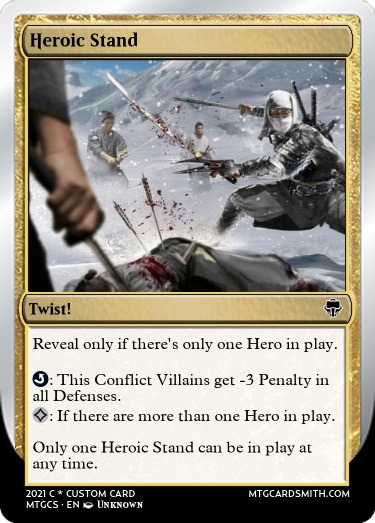 Heroic Stand
Twist!
Reveal only if there's only one Hero in play.
: This Conflict Villains get -3 Penalty in
all Defenses.
: If there are more than one Hero in play.
Only one Heroic Stand can be in play at
any time.
2021 C * CUSTOM CARD
MTGCARDSMITH.COM
MTGCS · EN UNKNOWN